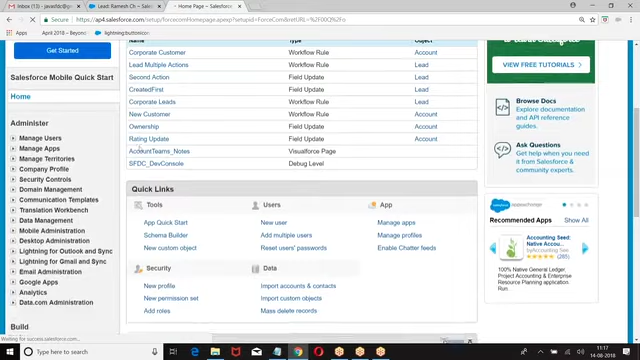 Inbox (7) - javasfdc@g
Lead: Ramesh Ch
Home Page ~ Salesforce
https://ap4.salesforce.com/setup/forcecomHomepage.apexp?setupid=ForceCom&retURL=%2F00Q%2Fo
Apps
April 2018 – Beyond
lightning:buttonIcon
Get Started
Salesforce Mobile Quick Start
Home
Administer
Manage Users
Manage Apps
Manage Territories
Company Profile
Security Controls
Domain Management
Communication Templates
Translation Workbench
Data Management
Mobile Administration
Desktop Administration
Lightning for Outlook and Sync
Lightning for Gmail and Sync
Email Administration
Google Apps
Analytics
Data.com Administration
Build
Waiting for success.salesforce.com...
Name Type Object
Corporate Customer Workflow Rule Account
Lead Multiple Actions Workflow Rule Lead
Second Action Field Update Lead
CreatedFirst Field Update Lead
Corporate Leads Workflow Rule Lead
New Customer Workflow Rule Account
Ownership Field Update Account
Rating Update Field Update Account
AccountTeams_Notes Visualforce Page
SFDC_DevConsole Debug Level
Quick Links
Tools Users App
App Quick Start New user Manage apps
Schema Builder Add multiple users Manage profiles
New custom object Reset users' passwords Enable Chatter feeds
Security Data
New profile Import accounts & contacts
New permission set Import custom objects
Add roles Mass delete records
VIEW FREE TUTORIALS
Browse Docs
Explore documentation
and API reference
guides.
Ask Questions
Get help when you need
it from Salesforce &
community experts.
Recommended Apps Show All
Accounting Seed:
Native Accou...
by Accounting See
(285)
100% Native General Ledger,
Project Accounting & Enterprise
Resource Planning application.
Type here to search
11:17
14-08-2018